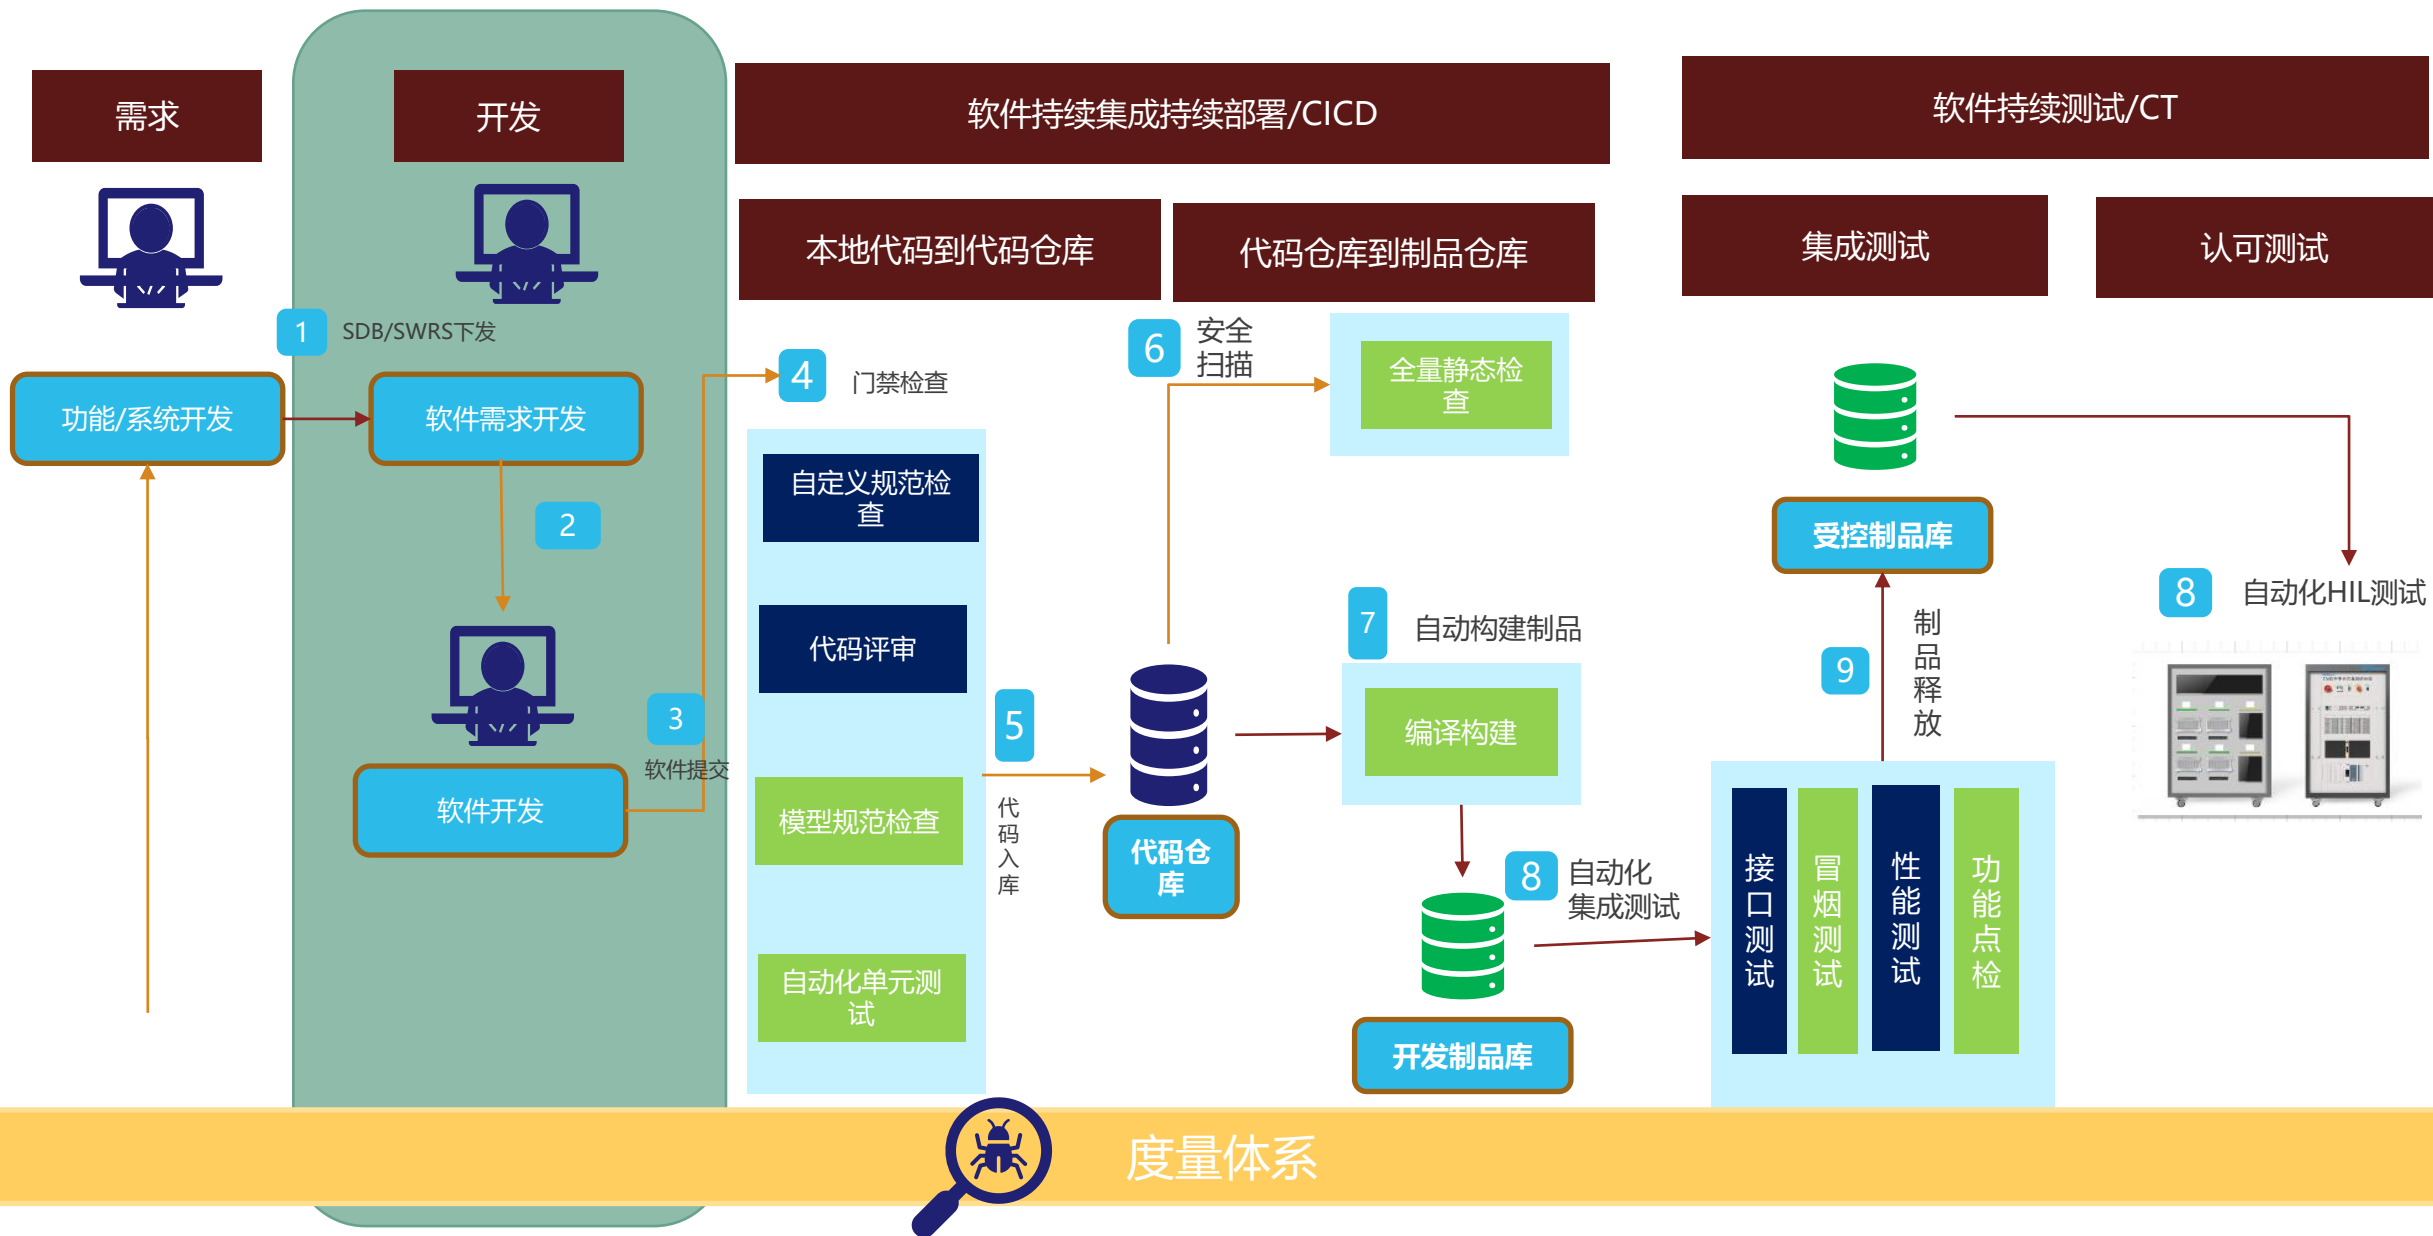 需求
开发
软件持续集成持续部署/CICD
软件持续测试/CT
本地代码到代码仓库
代码仓库到制品仓库
集成测试
认可测试
1
SDB/SWRS下发
功能/系统开发
软件需求开发
2
3
软件提交
软件开发
4
门禁检查
自定义规范检
查
代码评审
模型规范检查
自动化单元测
试
5
代
码
入
库
代码仓
库
6
安全
扫描
全量静态检
查
7
自动构建制品
编译构建
开发制品库
8
自动化
集成测试
接
口
测
试
冒
烟
测
试
性
能
测
试
功
能
点
检
9
制
品
释
放
受控制品库
8
自动化HIL测试
度量体系